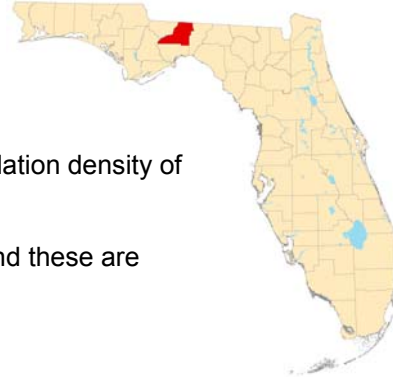 lation density of
nd these are